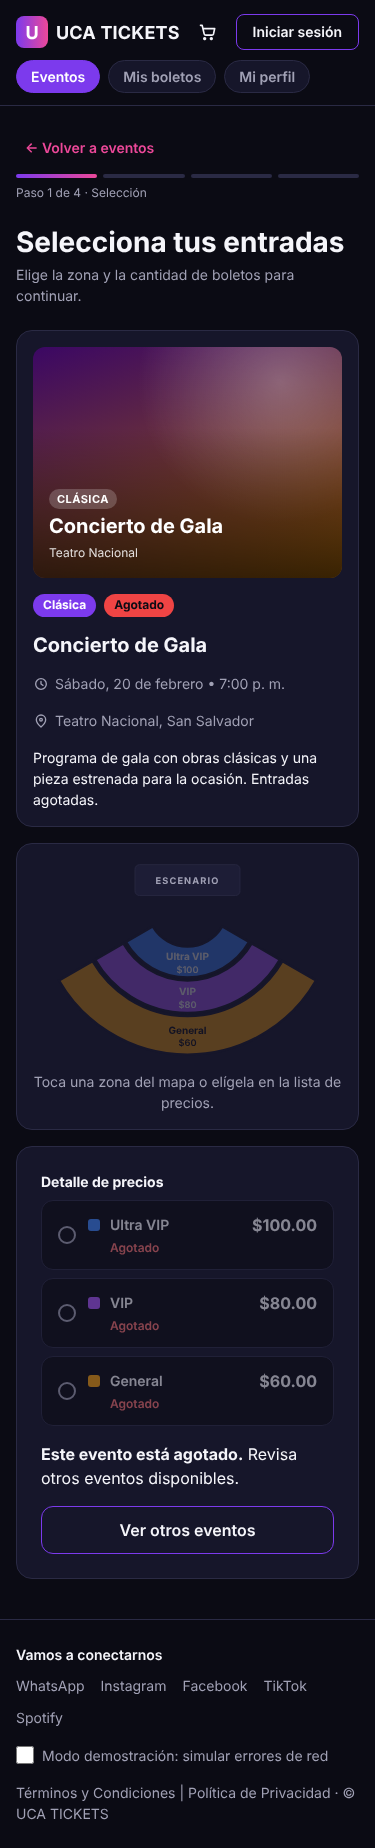 U UCA TICKETS
Iniciar sesión
Eventos Mis boletos Mi perfil
← Volver a eventos
Paso 1 de 4 · Selección
Selecciona tus entradas
Elige la zona y la cantidad de boletos para
continuar.
CLÁSICA
Concierto de Gala
Teatro Nacional
Clásica Agotado
Concierto de Gala
Sábado, 20 de febrero • 7:00 p. m.
Teatro Nacional, San Salvador
Programa de gala con obras clásicas y una
pieza estrenada para la ocasión. Entradas
agotadas.
ESCENARIO
Ultra VIP
$100
VIP
$80
General
$60
Toca una zona del mapa o elígela en la lista de
precios.
Detalle de precios
Ultra VIP $100.00
Agotado
VIP $80.00
Agotado
General $60.00
Agotado
Este evento está agotado. Revisa
otros eventos disponibles.
Ver otros eventos
Vamos a conectarnos
WhatsApp Instagram Facebook TikTok
Spotify
Modo demostración: simular errores de red
Términos y Condiciones | Política de Privacidad · ©
UCA TICKETS